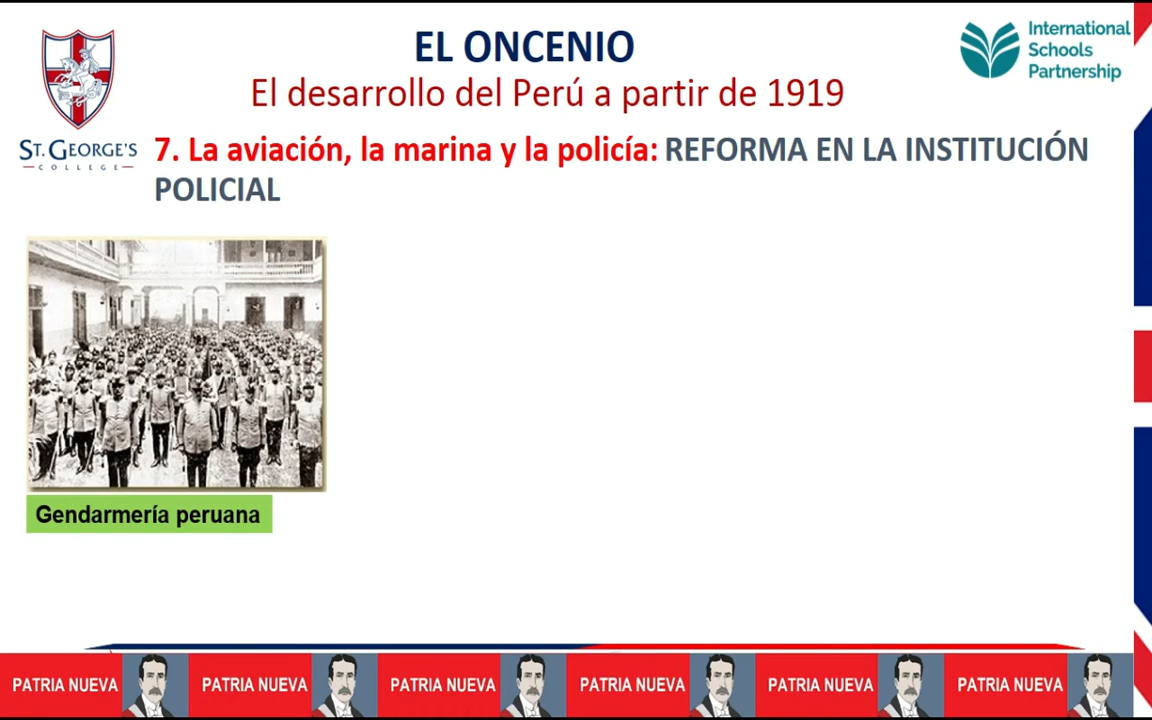 EL ONCENIO
El desarrollo del Perú a partir de 1919
ST. GEORGE'S
COLLEGE
International
Schools
Partnership
7. La aviación, la marina y la policía: REFORMA EN LA INSTITUCIÓN
POLICIAL
Gendarmería peruana
PATRIA NUEVA PATRIA NUEVA PATRIA NUEVA PATRIA NUEVA PATRIA NUEVA PATRIA NUEVA